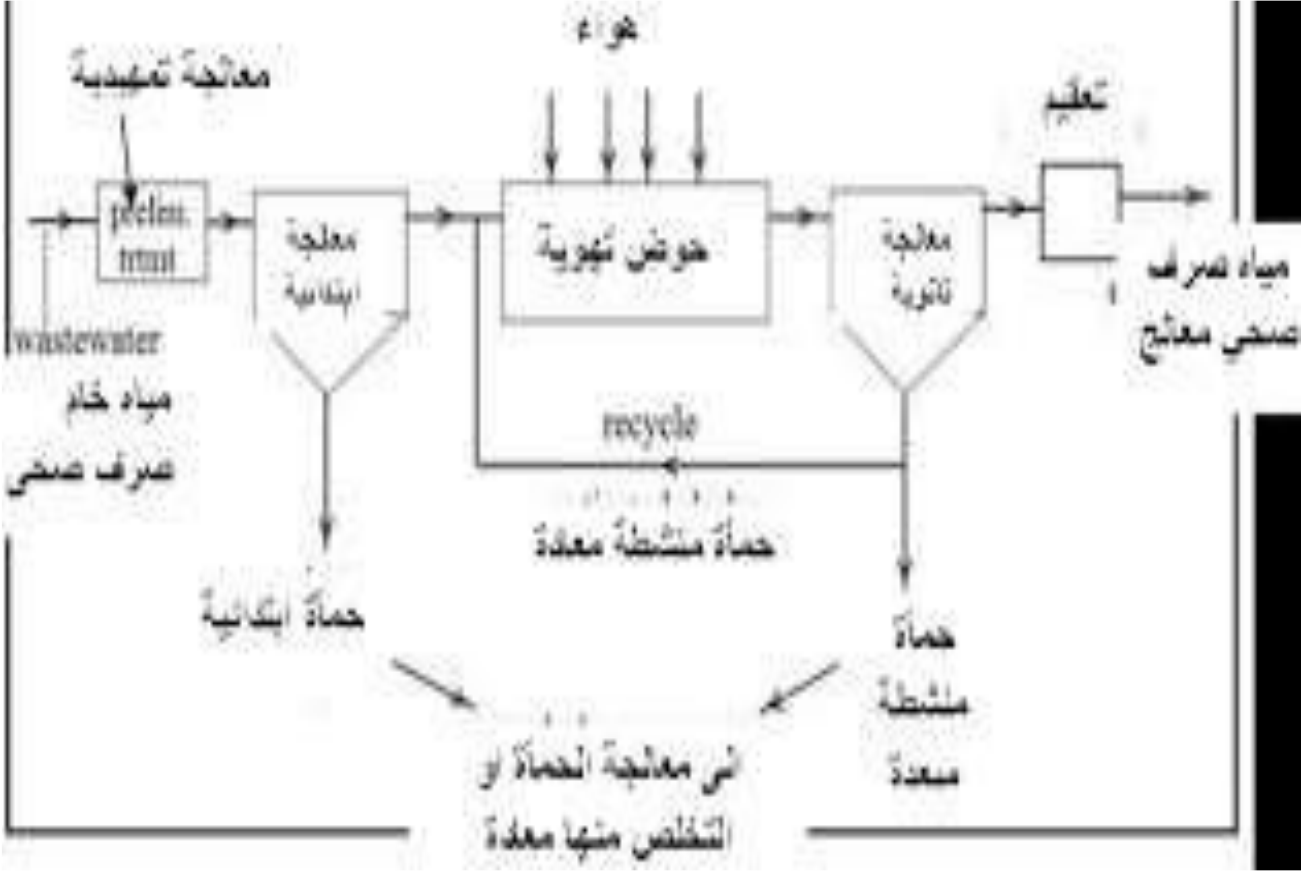 هواء
معالجة تمهيدية
تعقيم
prelim.
trtmt
معالجة
ابتدائية
حوض تهوية
معالجة
ثانوية
مياه صرف
صحي معالج
wastewater
مياه خام
صرف صحي
recycle
حمأة منشطة معادة
حمأة ابتدائية
حمأة
منشطة
مبعدة
الى معالجة الحمأة او
التخلص منها معادة